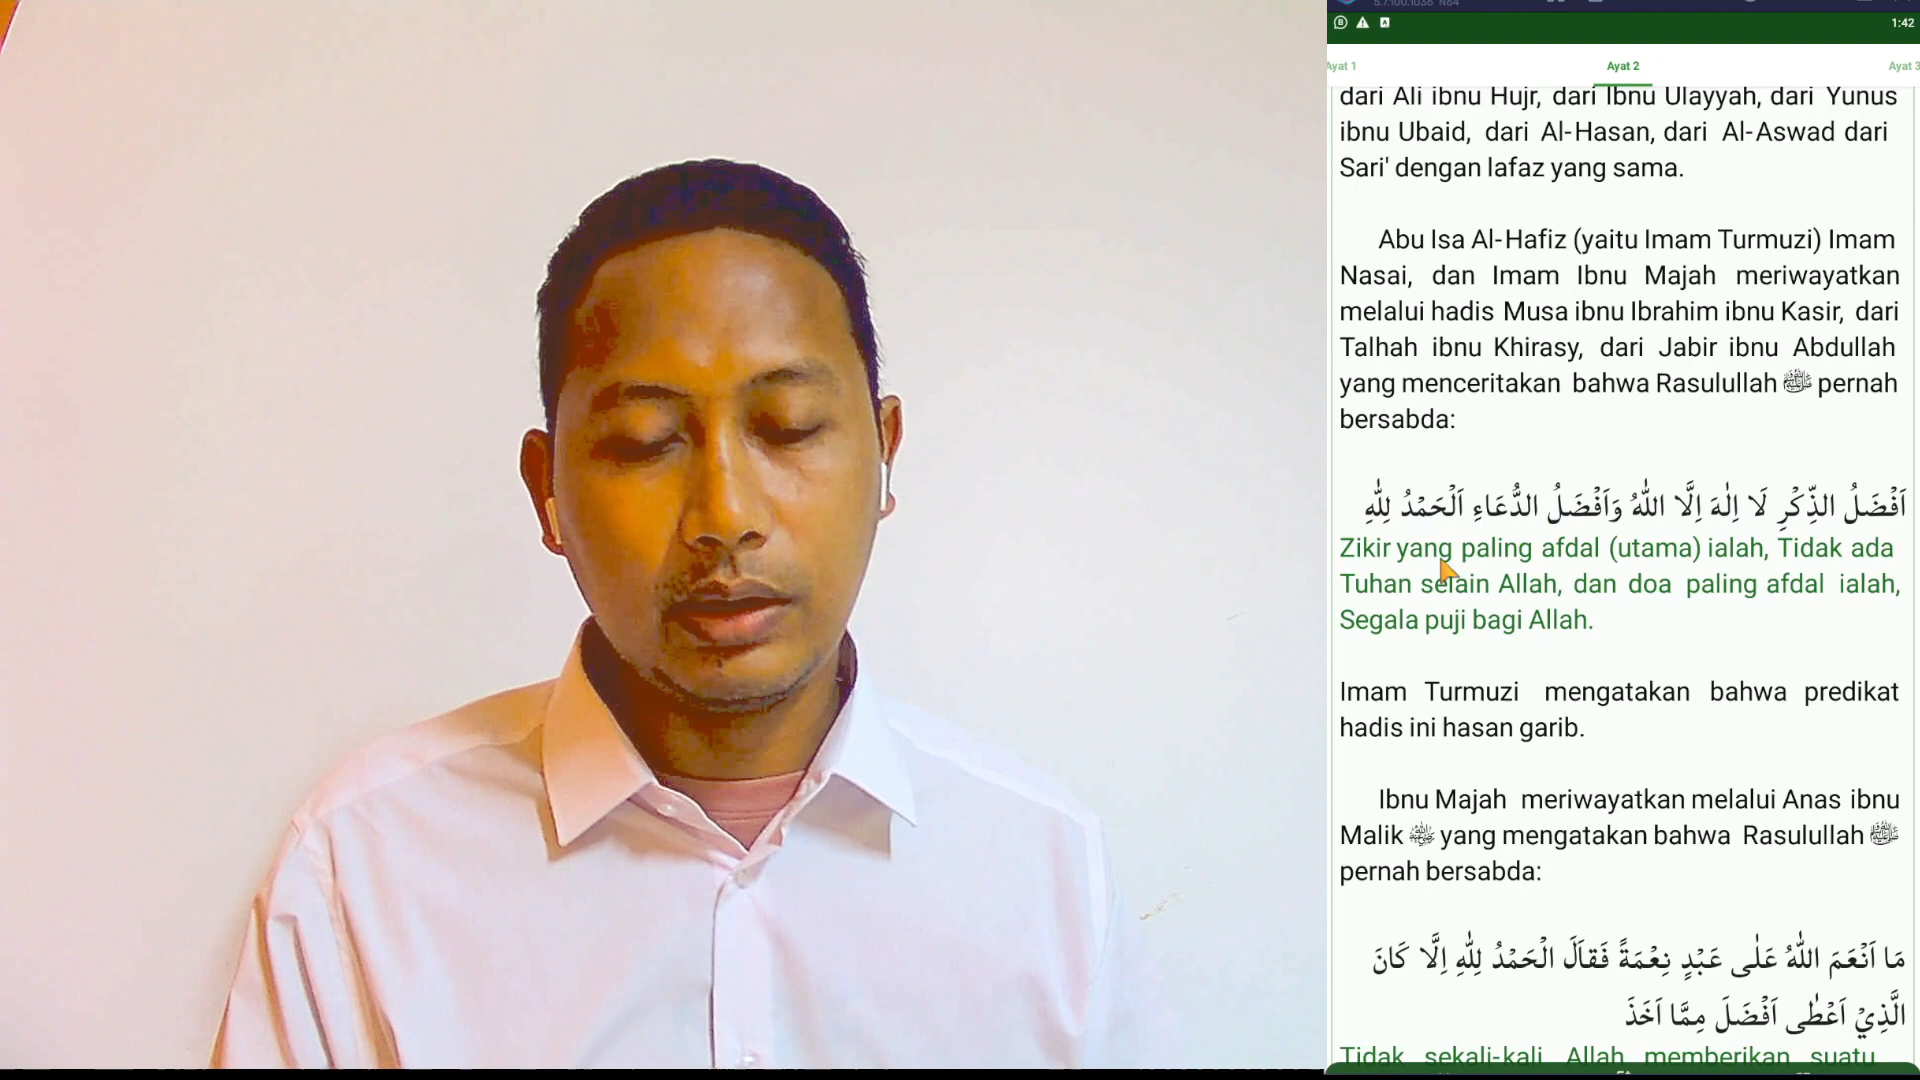 5.7.100.1036 N64
1:42
Ayat 1
Ayat 2
Ayat 3
dari Ali ibnu Hujr, dari Ibnu Ulayyah, dari Yunus
ibnu Ubaid, dari Al-Hasan, dari Al-Aswad dari
Sari' dengan lafaz yang sama.
Abu Isa Al-Hafiz (yaitu Imam Turmuzi) Imam
Nasai, dan Imam Ibnu Majah meriwayatkan
melalui hadis Musa ibnu Ibrahim ibnu Kasir, dari
Talhah ibnu Khirasy, dari Jabir ibnu Abdullah
yang menceritakan bahwa Rasulullah ﷺ pernah
bersabda:
اَفْضَلُ الذِّكْرِ لَا اِلٰهَ اِلَّا اللّٰهُ وَاَفْضَلُ الدُّعَاءِ اَلْحَمْدُ لِلّٰهِ
Zikir yang paling afdal (utama) ialah, Tidak ada
Tuhan selain Allah, dan doa paling afdal ialah,
Segala puji bagi Allah.
Imam Turmuzi mengatakan bahwa predikat
hadis ini hasan garib.
Ibnu Majah meriwayatkan melalui Anas ibnu
Malik yang mengatakan bahwa Rasulullah ﷺ
pernah bersabda:
مَا اَنْعَمَ اللّٰهُ عَلٰى عَبْدٍ نِعْمَةً فَقاَلَ الْحَمْدُ لِلّٰهِ اِلَّا كَانَ
الَّذِيْ اَعْطٰى اَفْضَلَ مِمَّا اَخَذَ
Tidak sekali-kali Allah memberikan suatu